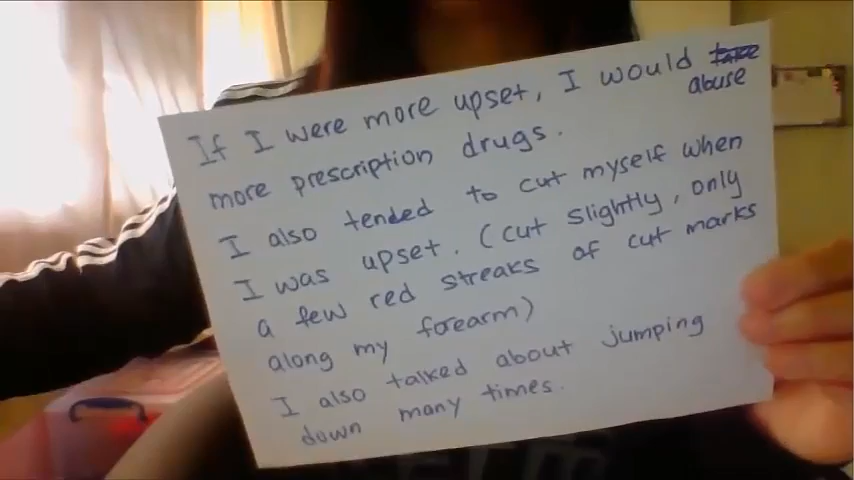 If I were more upset, I would take
abuse
more prescription drugs.
I also tended to cut myself when
I was upset. (cut slightly, only
a few red streaks of cut marks
along my forearm)
I also talked about jumping
down many times.